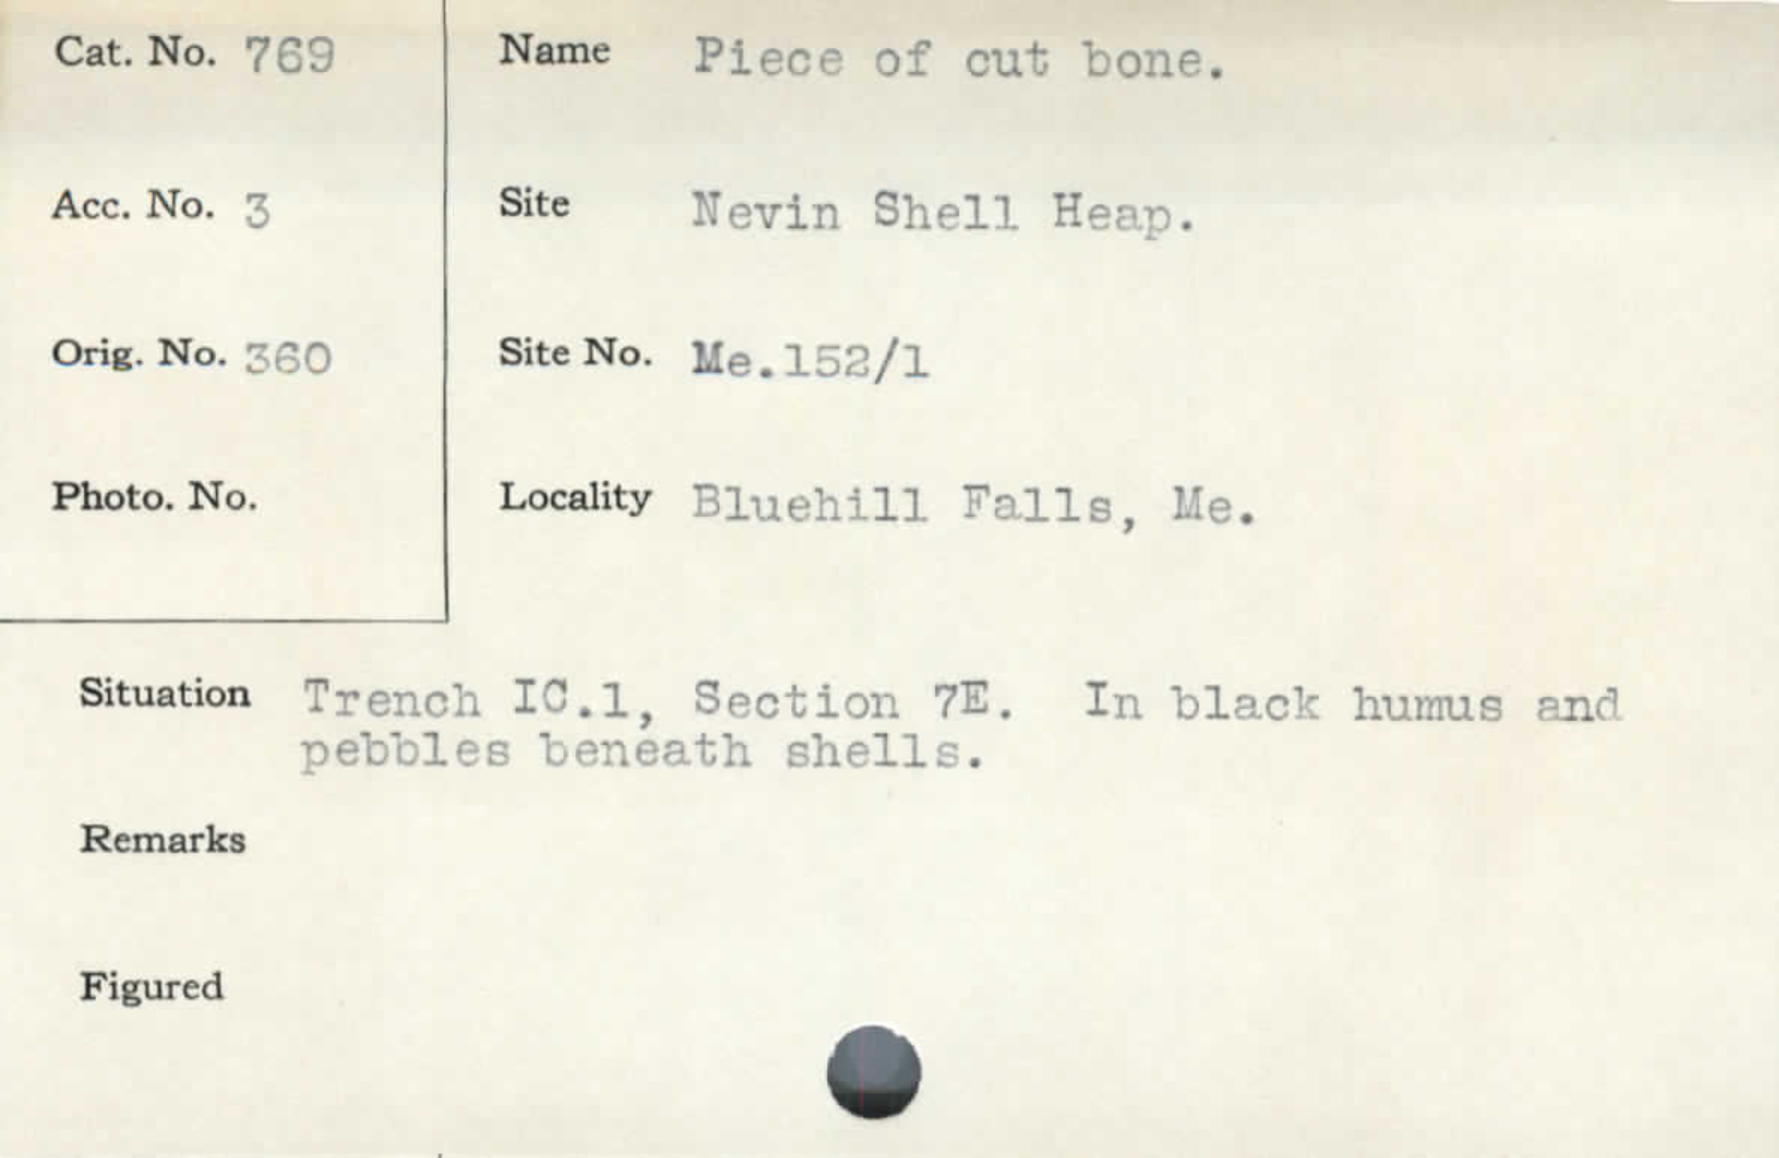 Cat. No. 769
Name Piece of cut bone.
Acc. No. 3
Site Nevin Shell Heap.
Orig. No. 360
Site No. Me.152/1
Photo. No.
Locality Bluehill Falls, Me.
Situation Trench IC.1, Section 7E. In black humus and
pebbles beneath shells.
Remarks
Figured